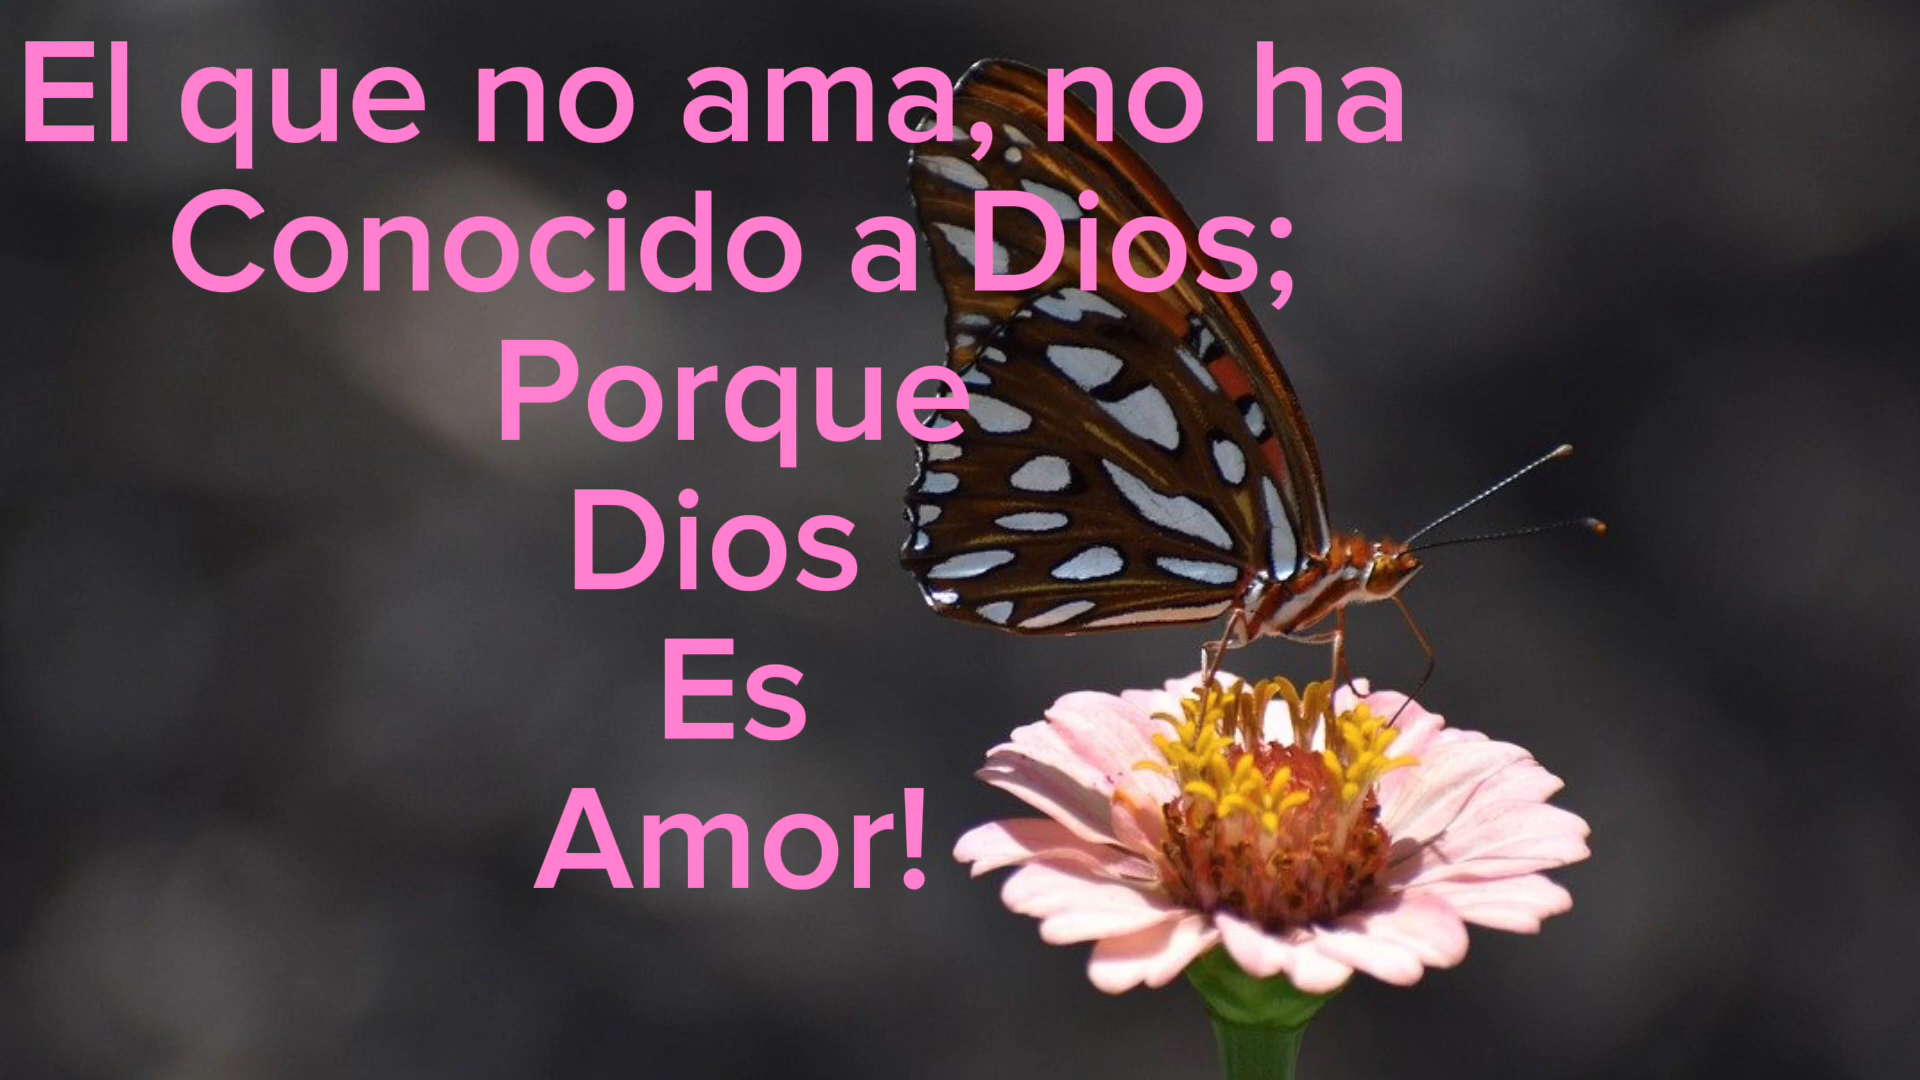 El que no ama, no ha
Conocido a Dios;
Porque
Dios
Es
Amor!